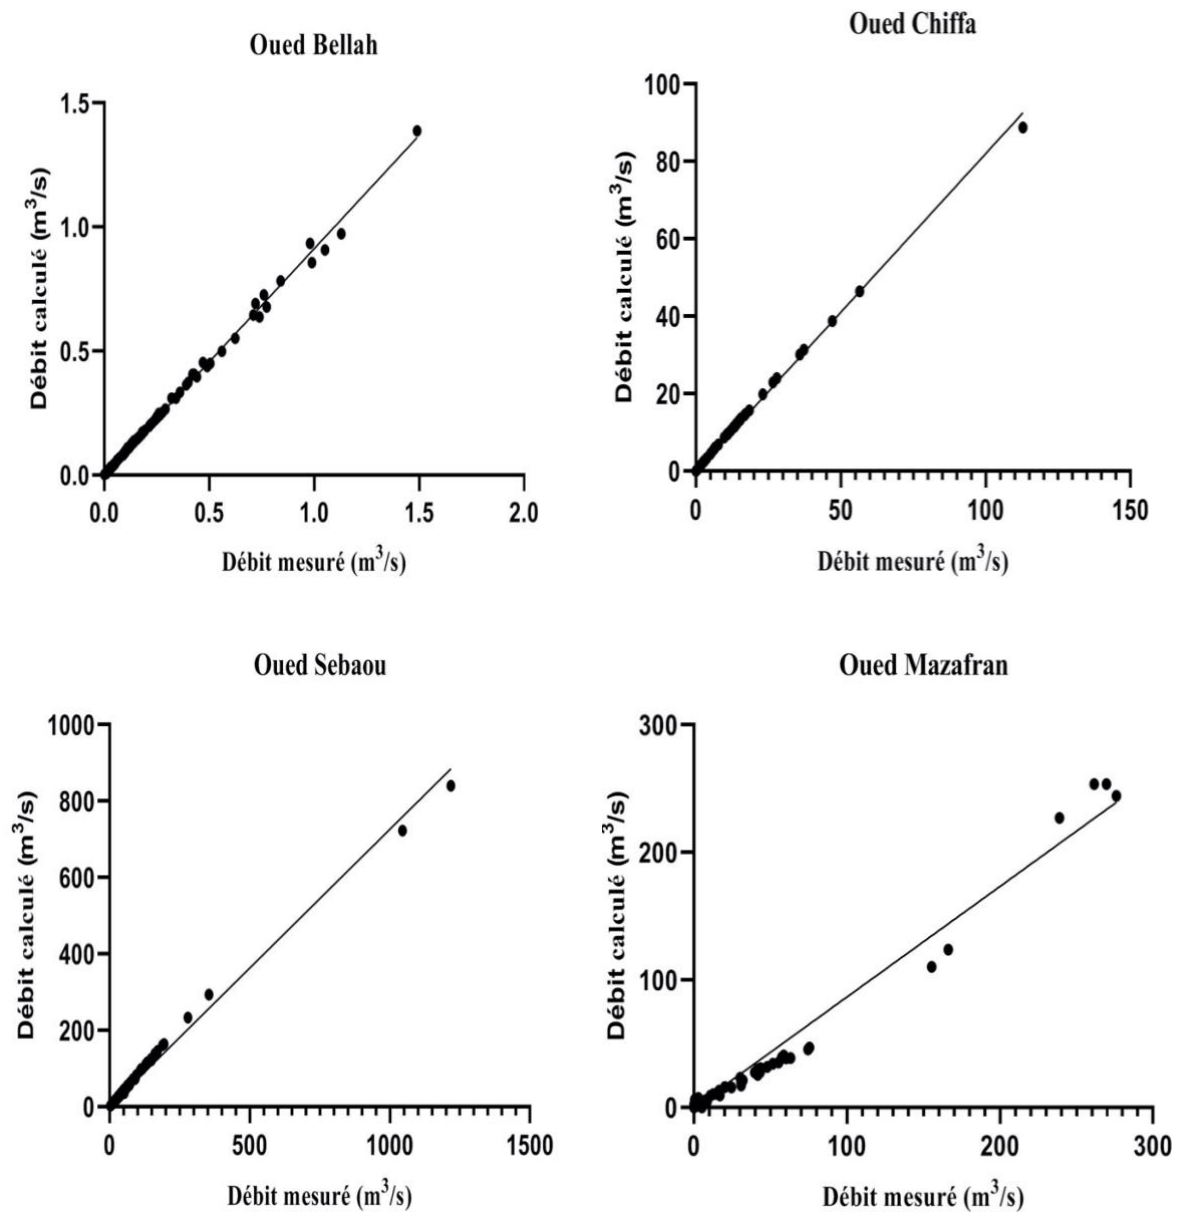 Oued Bellah
Débit calculé (m³/s)
1.5
1.0
0.5
0.0
0.0 0.5 1.0 1.5 2.0
Débit mesuré (m³/s)
Oued Chiffa
Débit calculé (m³/s)
100
80
60
40
20
0
0 50 100 150
Débit mesuré (m³/s)
Oued Sebaou
Débit calculé (m³/s)
1000
800
600
400
200
0
0 500 1000 1500
Débit mesuré (m³/s)
Oued Mazafran
Débit calculé (m³/s)
300
200
100
0
0 100 200 300
Débit mesuré (m³/s)